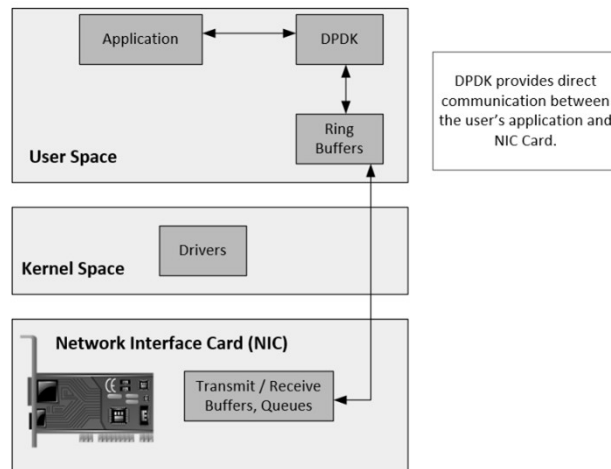 Application
DPDK
Ring
Buffers
User Space
DPDK provides direct
communication between
the user's application and
NIC Card.
Drivers
Kernel Space
Network Interface Card (NIC)
Transmit / Receive
Buffers, Queues